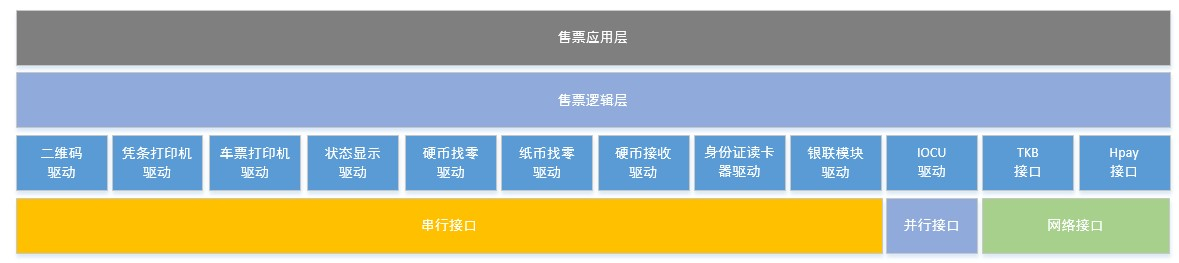 售票应用层
售票逻辑层
二维码
驱动
凭条打印机
驱动
车票打印机
驱动
状态显示
驱动
硬币找零
驱动
纸币找零
驱动
硬币接收
驱动
身份证读卡
器驱动
银联模块
驱动
IOCU
驱动
TKB
接口
Hpay
接口
串行接口
并行接口
网络接口